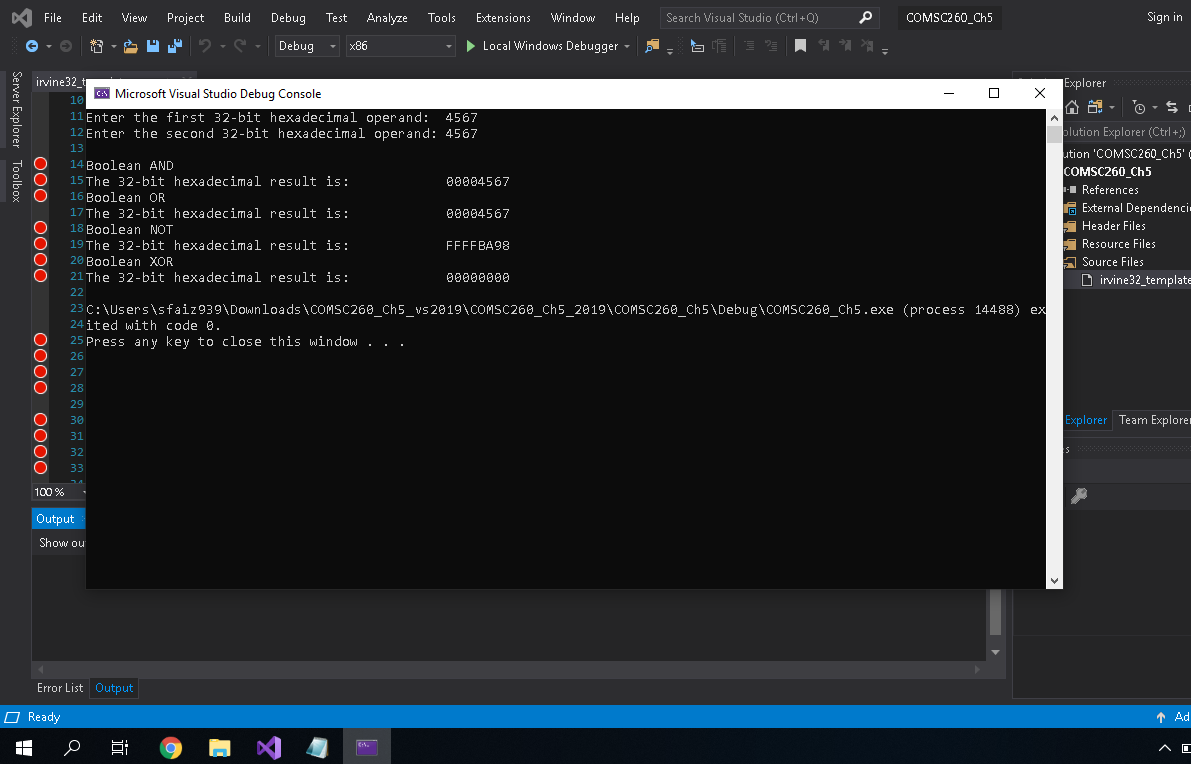 File Edit View Project Build Debug Test Analyze Tools Extensions Window Help Search Visual Studio (Ctrl+Q) COMSC260_Ch5 Sign in
Debug x86 Local Windows Debugger
Server Explorer
Toolbox
irvine32_t
Explorer
Microsoft Visual Studio Debug Console
10
11 Enter the first 32-bit hexadecimal operand: 4567
12 Enter the second 32-bit hexadecimal operand: 4567
13
14 Boolean AND
15 The 32-bit hexadecimal result is: 00004567
16 Boolean OR
17 The 32-bit hexadecimal result is: 00004567
18 Boolean NOT
19 The 32-bit hexadecimal result is: FFFFBA98
20 Boolean XOR
21 The 32-bit hexadecimal result is: 00000000
22
23 C:\Users\sfaiz939\Downloads\COMSC260_Ch5_vs2019\COMSC260_Ch5_2019\COMSC260_Ch5\Debug\COMSC260_Ch5.exe (process 14488) ex
24 ited with code 0.
25 Press any key to close this window . . .
26
27
28
29
30
31
32
33
34
olution Explorer (Ctrl+;)
ution 'COMSC260_Ch5' (
COMSC260_Ch5
References
External Dependencie
Header Files
Resource Files
Source Files
irvine32_template
Explorer Team Explorer
s
100 %
Output
Show ou
Error List Output
Ready Ad